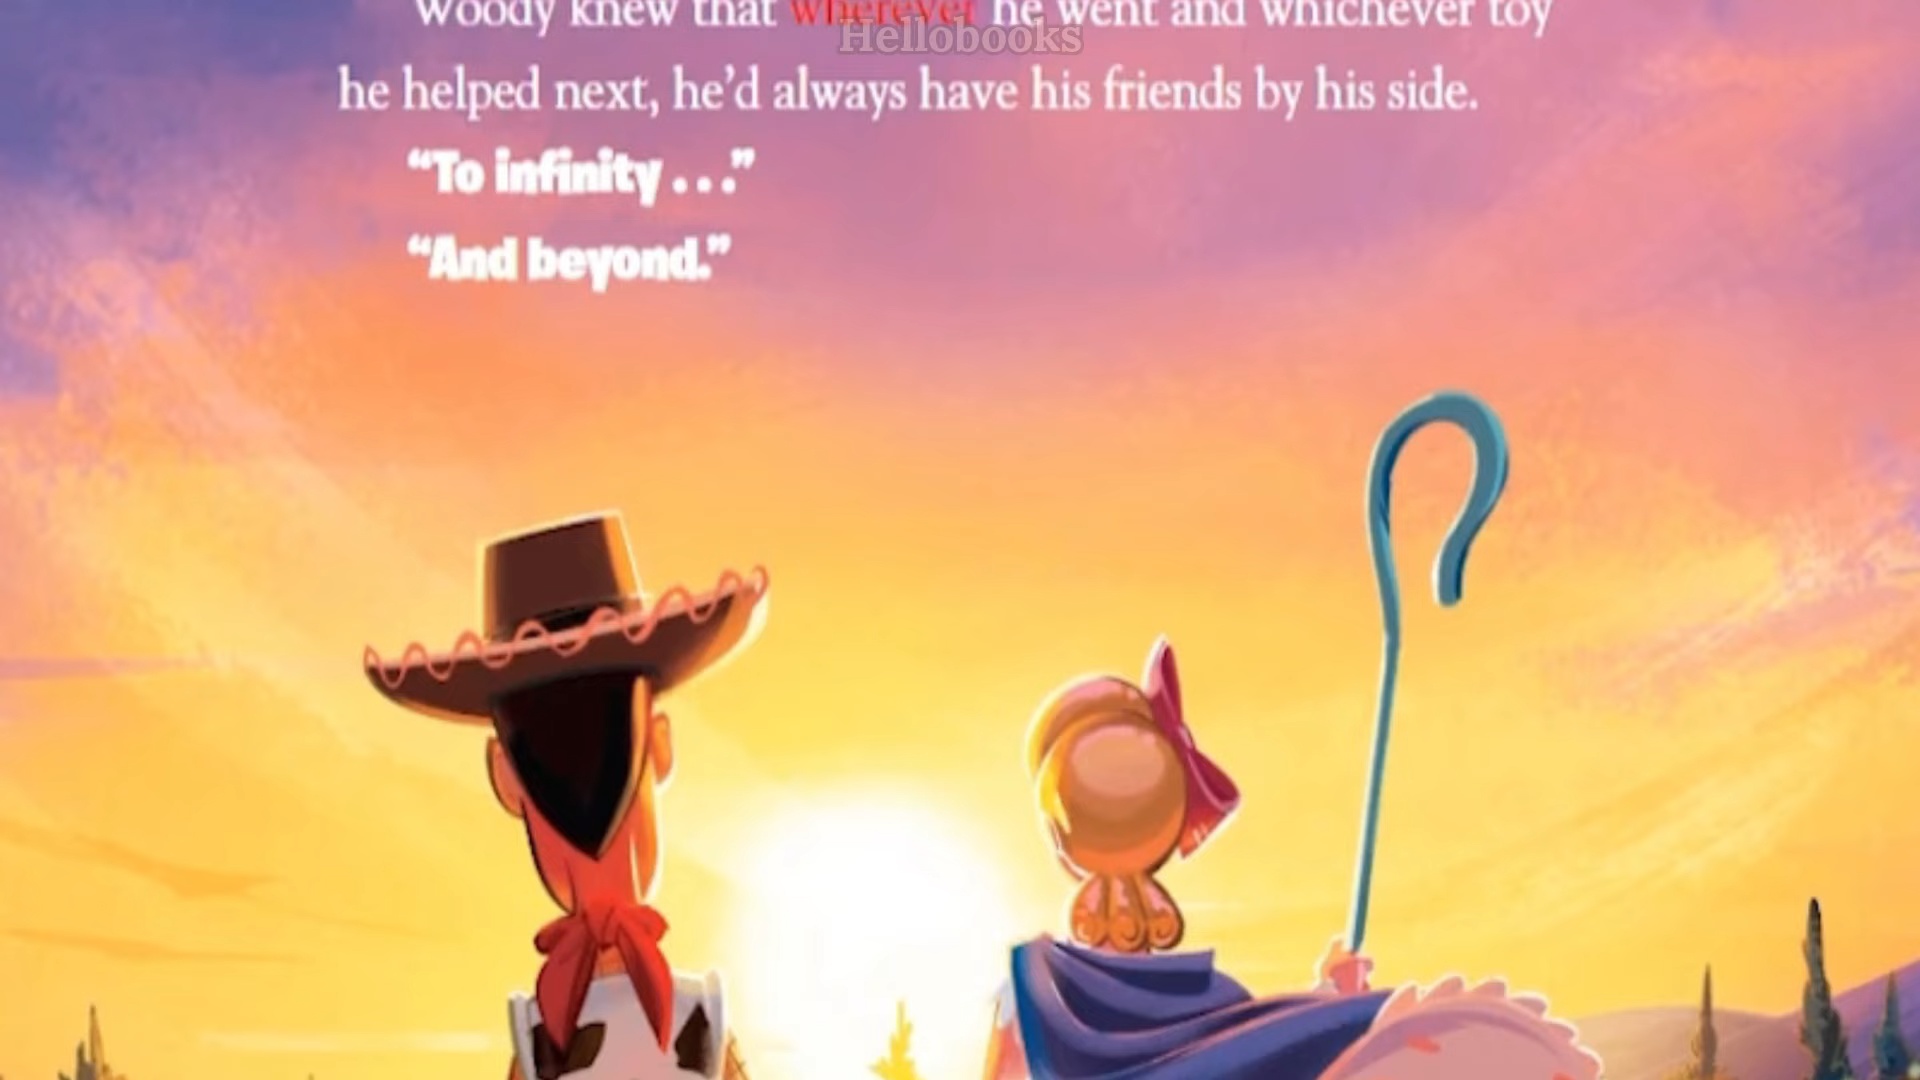 Woody knew that wherever he went and whichever toy
Hellobooks
he helped next, he’d always have his friends by his side.
“To infinity . . .”
“And beyond.”